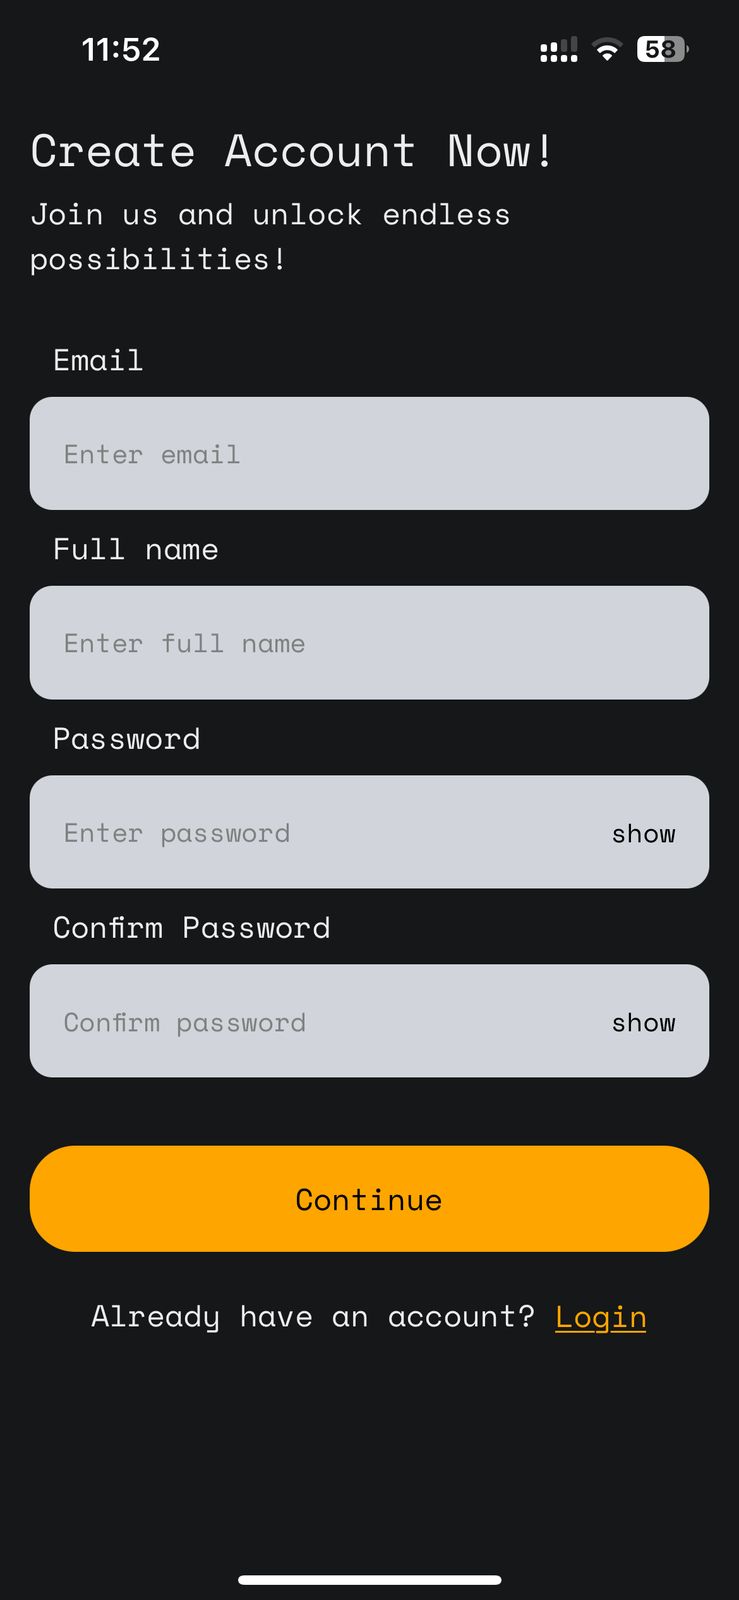 11:52
58
Create Account Now!
Join us and unlock endless
possibilities!
Email
Enter email
Full name
Enter full name
Password
Enter password show
Confirm Password
Confirm password show
Continue
Already have an account? Login